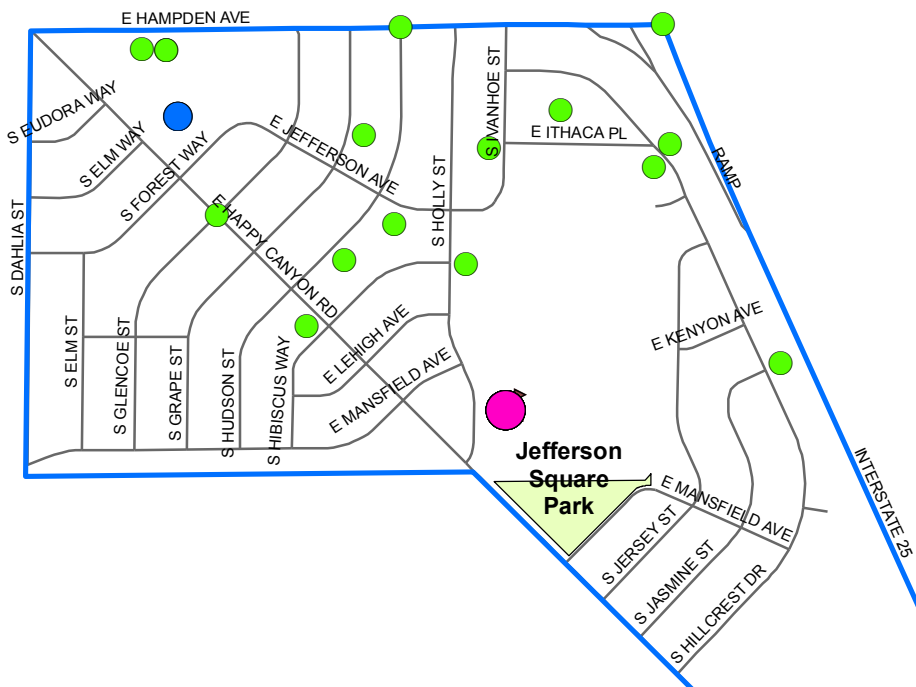 E HAMPDEN AVE
S EUDORA WAY
S ELM WAY
S FOREST WAY
E JEFFERSON AVE
S IVANHOE ST
E ITHACA PL
RAMP
S DAHLIA ST
E HAPPY CANYON RD
S HOLLY ST
S ELM ST
S GLENCOE ST
S GRAPE ST
S HUDSON ST
S HIBISCUS WAY
E LEHIGH AVE
E MANSFIELD AVE
E KENYON AVE
Jefferson
Square
Park
E MANSFIELD AVE
INTERSTATE 25
S JERSEY ST
S JASMINE ST
S HILLCREST DR